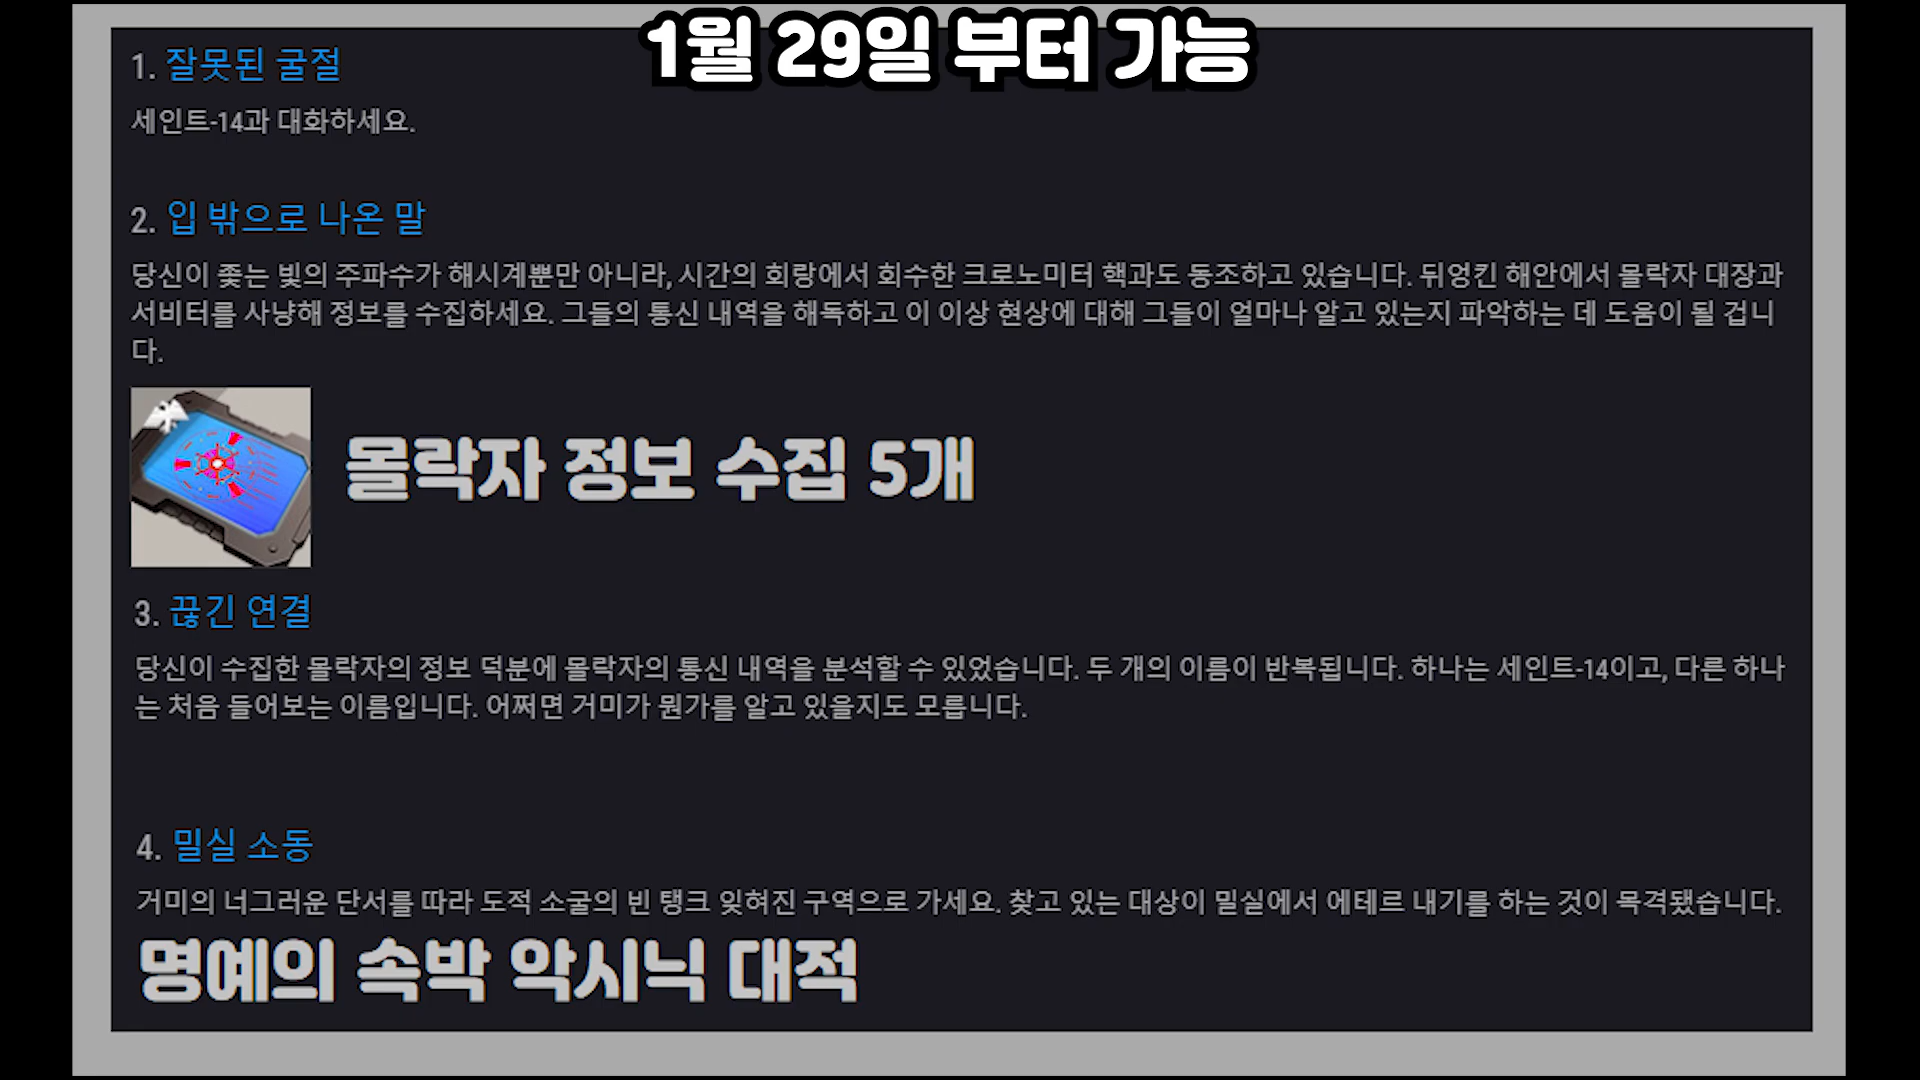 1월 29일 부터 가능
1. 잘못된 굴절
세인트-14과 대화하세요.
2. 입 밖으로 나온 말
당신이 좇는 빛의 주파수가 해시계뿐만 아니라, 시간의 회랑에서 회수한 크로노미터 핵과도 동조하고 있습니다. 뒤엉킨 해안에서 몰락자 대장과
서비터를 사냥해 정보를 수집하세요. 그들의 통신 내역을 해독하고 이 이상 현상에 대해 그들이 얼마나 알고 있는지 파악하는 데 도움이 될 겁니
다.
몰락자 정보 수집 5개
3. 끊긴 연결
당신이 수집한 몰락자의 정보 덕분에 몰락자의 통신 내역을 분석할 수 있었습니다. 두 개의 이름이 반복됩니다. 하나는 세인트-14이고, 다른 하나
는 처음 들어보는 이름입니다. 어쩌면 거미가 뭔가를 알고 있을지도 모릅니다.
4. 밀실 소동
거미의 너그러운 단서를 따라 도적 소굴의 빈 탱크 잊혀진 구역으로 가세요. 찾고 있는 대상이 밀실에서 에테르 내기를 하는 것이 목격됐습니다.
명예의 속박 악시닉 대적